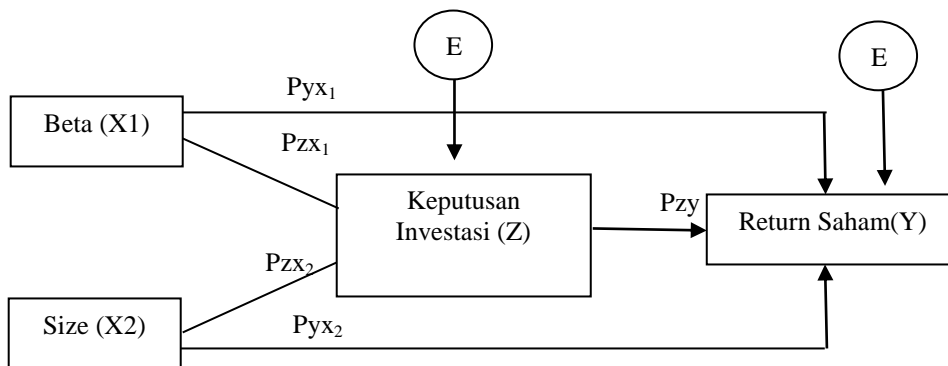 E
E
Pyx₁
Beta (X1)
Pzx₁
Keputusan
Investasi (Z)
Pzy
Return Saham(Y)
Pzx₂
Size (X2)
Pyx₂